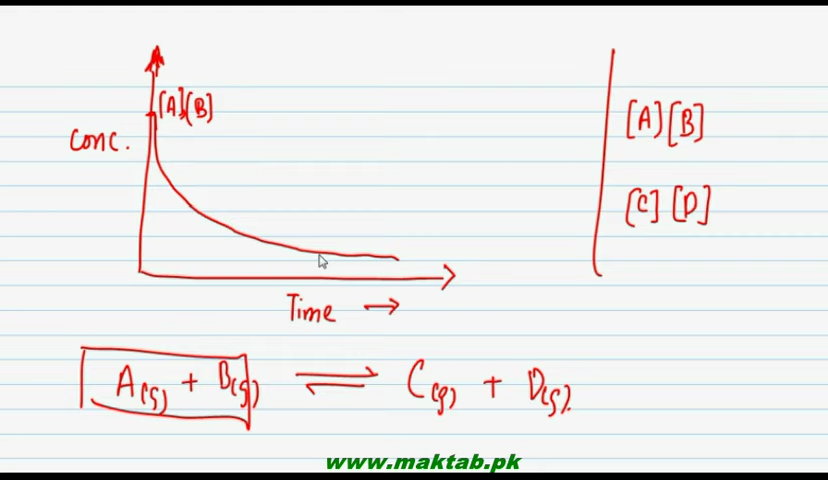 [A][B]
Conc.
Time →
A(g) + B(g) ⇌ C(g) + D(g).
[A][B]
[C][D]
www.maktab.pk